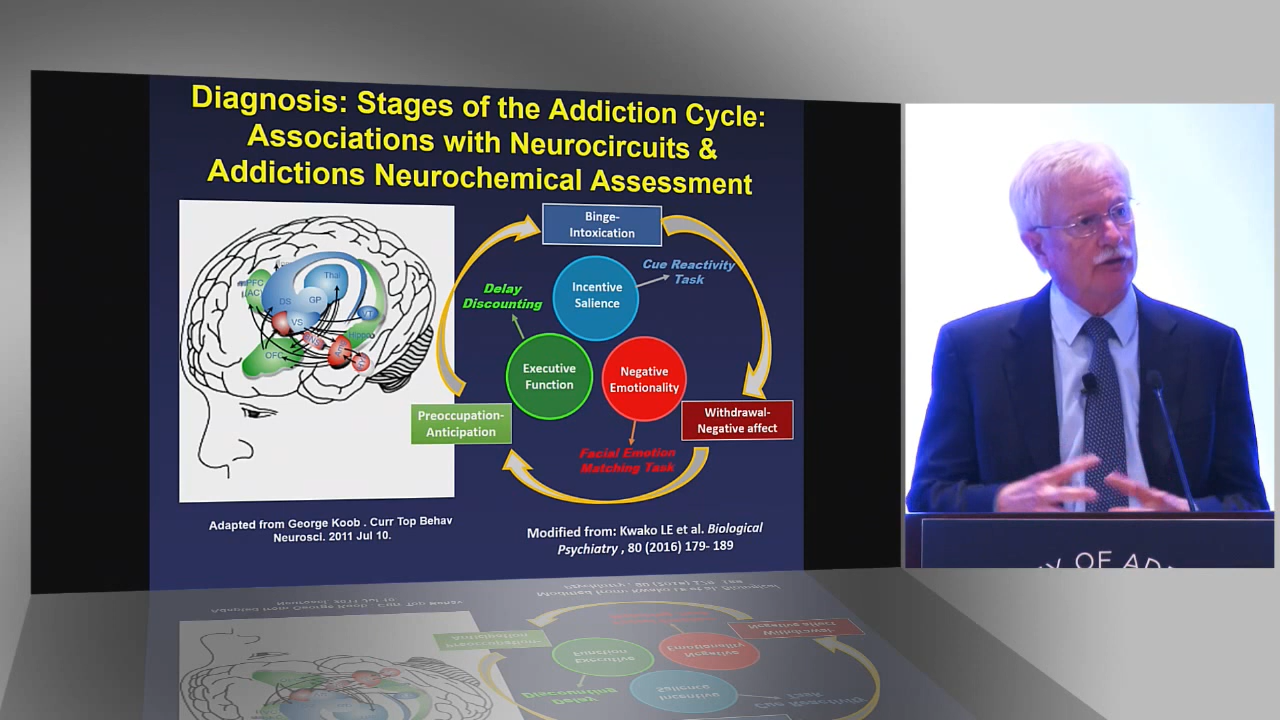 Diagnosis: Stages of the Addiction Cycle:
Associations with Neurocircuits &
Addictions Neurochemical Assessment
Thal
mPFC
(AC)
DS
GP
VS
OFC
Hippo
Binge-
Intoxication
Cue Reactivity
Task
Incentive
Salience
Delay
Discounting
Executive
Function
Negative
Emotionality
Preoccupation-
Anticipation
Withdrawal-
Negative affect
Facial Emotion
Matching Task
Adapted from George Koob . Curr Top Behav
Neurosci. 2011 Jul 10.
Modified from: Kwako LE et al. Biological
Psychiatry , 80 (2016) 179- 189
Y OF AD